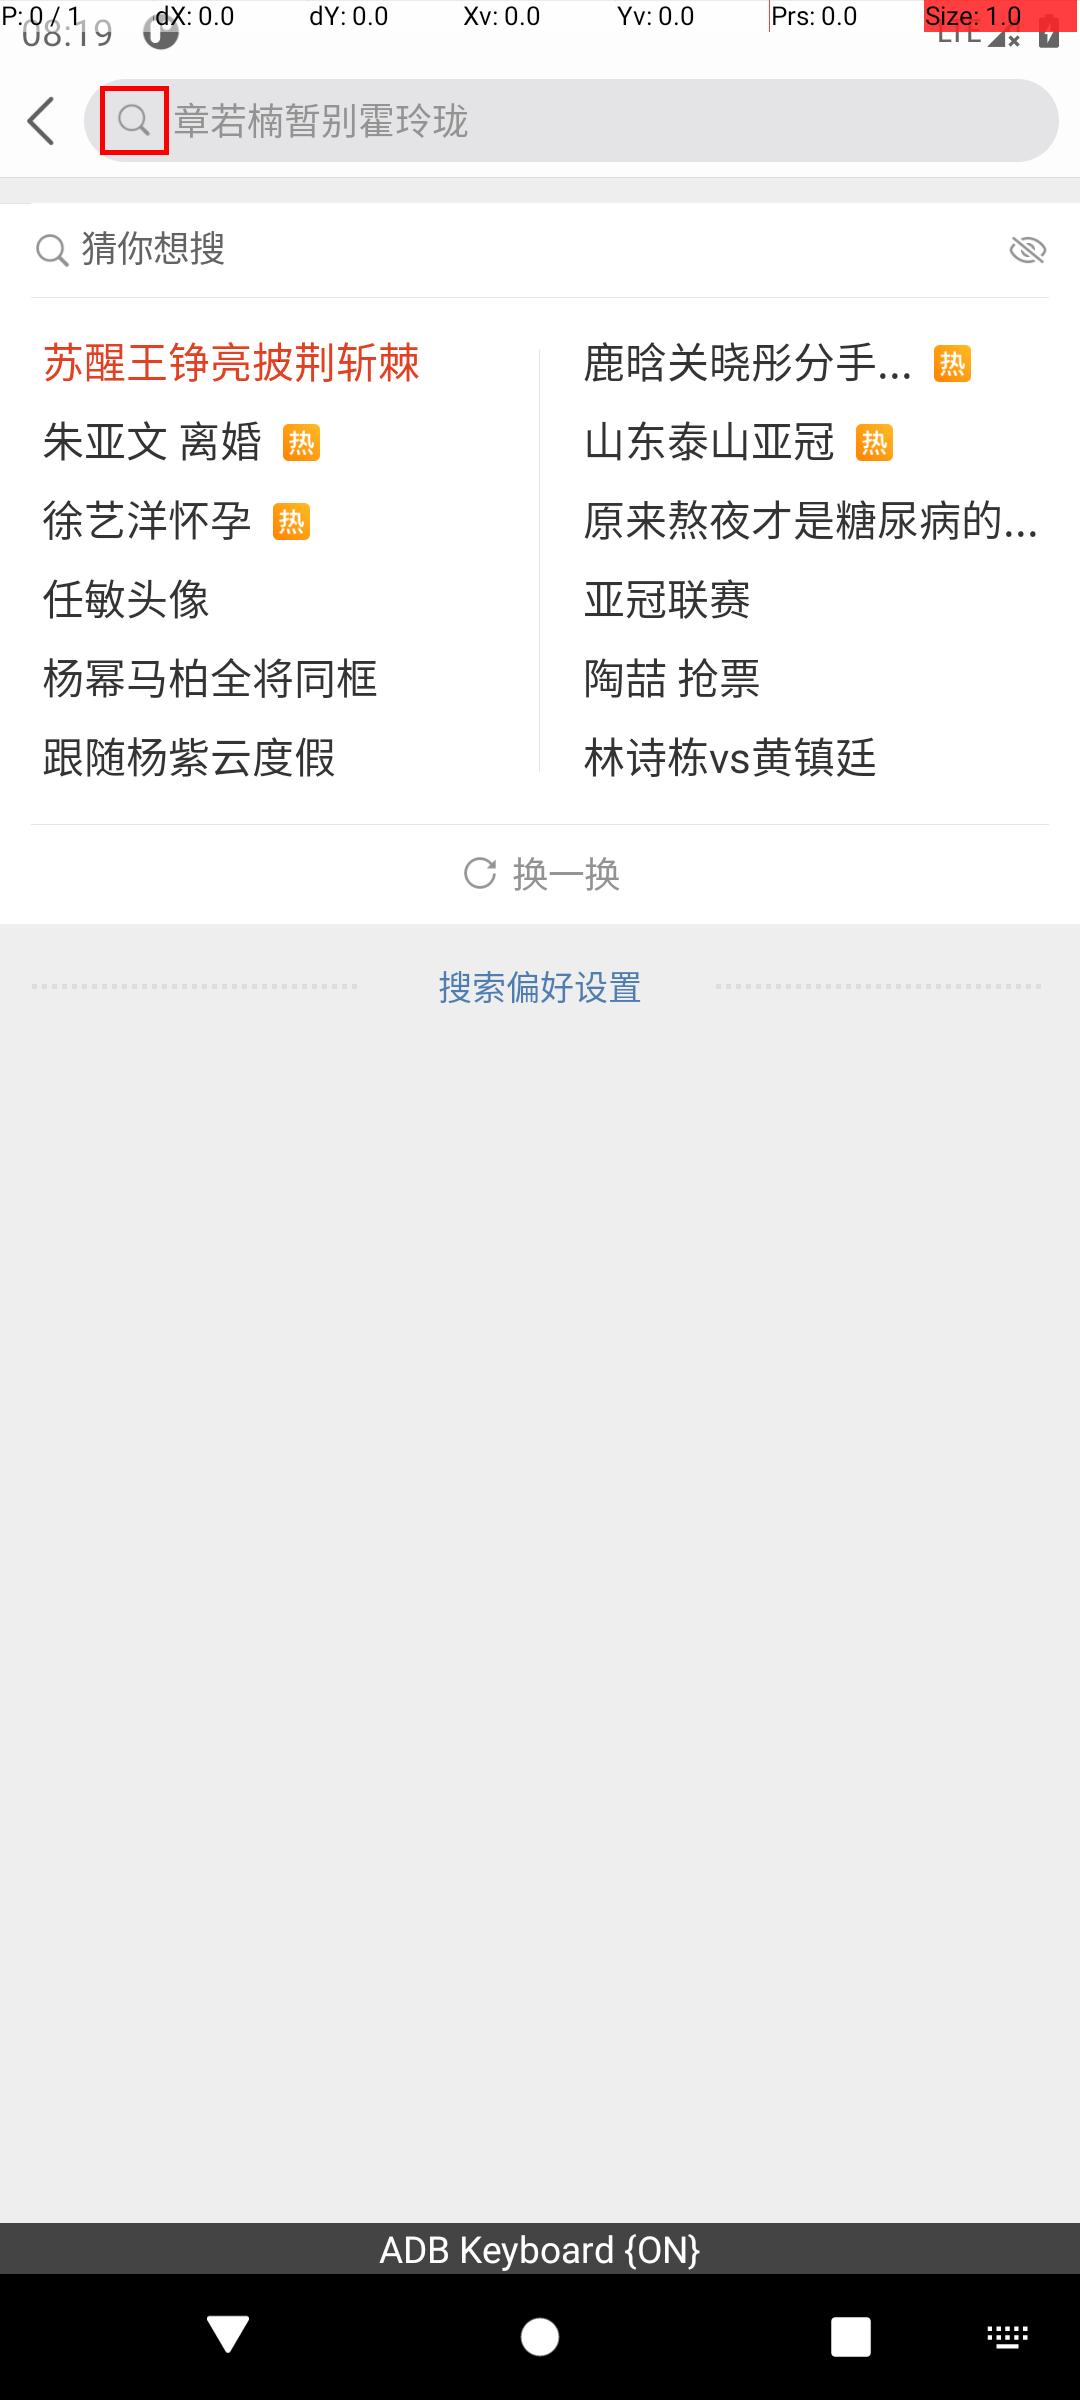 P: 0 / 1 dX: 0.0 dY: 0.0 Xv: 0.0 Yv: 0.0 Prs: 0.0 Size: 1.0
08:19 LTE
章若楠暂别霍玲珑
猜你想搜
苏醒王铮亮披荆斩棘
鹿晗关晓彤分手... 热
朱亚文 离婚 热
山东泰山亚冠 热
徐艺洋怀孕 热
原来熬夜才是糖尿病的...
任敏头像
亚冠联赛
杨幂马柏全将同框
陶喆 抢票
跟随杨紫云度假
林诗栋vs黄镇廷
换一换
搜索偏好设置
ADB Keyboard {ON}